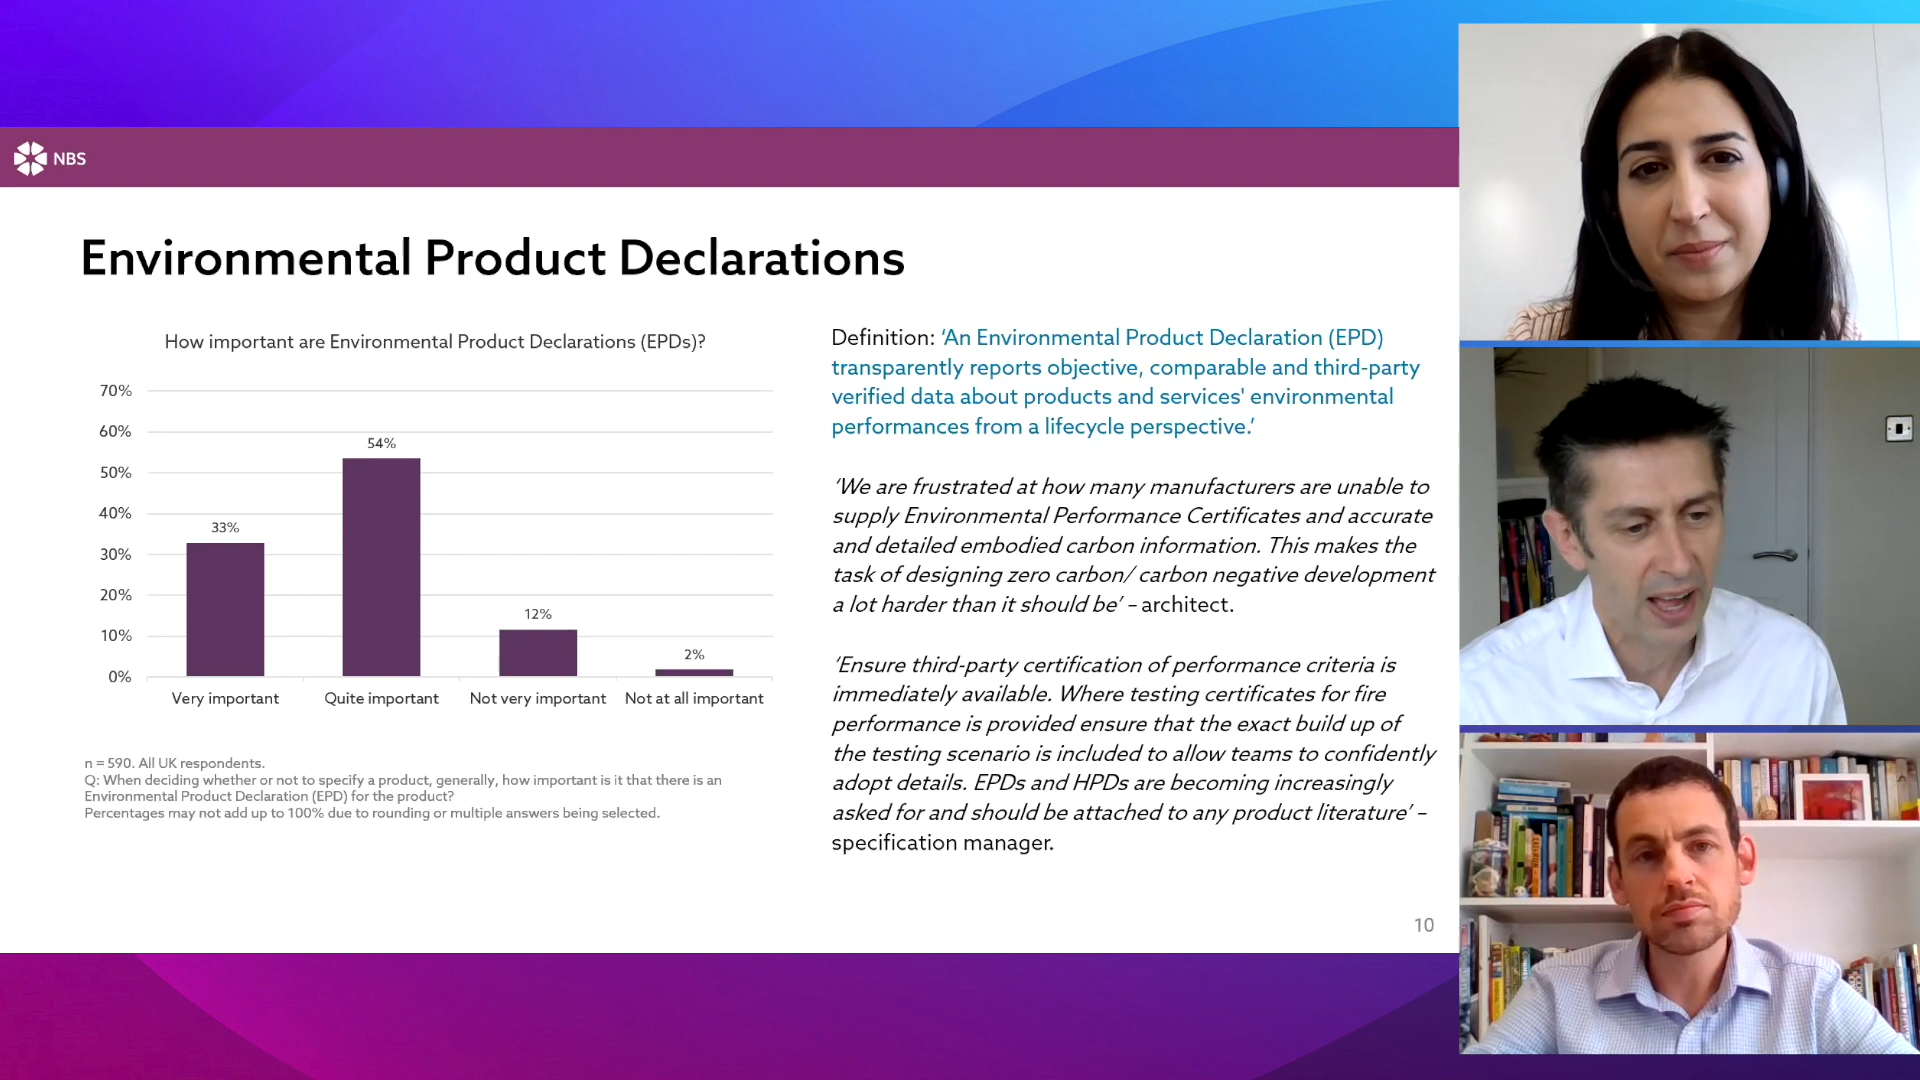 NBS
Environmental Product Declarations
How important are Environmental Product Declarations (EPDs)?
70%
60%
50%
40%
30%
20%
10%
0%
33%
54%
12%
2%
Very important
Quite important
Not very important
Not at all important
n = 590. All UK respondents.
Q: When deciding whether or not to specify a product, generally, how important is it that there is an
Environmental Product Declaration (EPD) for the product?
Percentages may not add up to 100% due to rounding or multiple answers being selected.
Definition: ‘An Environmental Product Declaration (EPD)
transparently reports objective, comparable and third-party
verified data about products and services' environmental
performances from a lifecycle perspective.’
‘We are frustrated at how many manufacturers are unable to
supply Environmental Performance Certificates and accurate
and detailed embodied carbon information. This makes the
task of designing zero carbon/ carbon negative development
a lot harder than it should be’ – architect.
‘Ensure third-party certification of performance criteria is
immediately available. Where testing certificates for fire
performance is provided ensure that the exact build up of
the testing scenario is included to allow teams to confidently
adopt details. EPDs and HPDs are becoming increasingly
asked for and should be attached to any product literature’ –
specification manager.
10